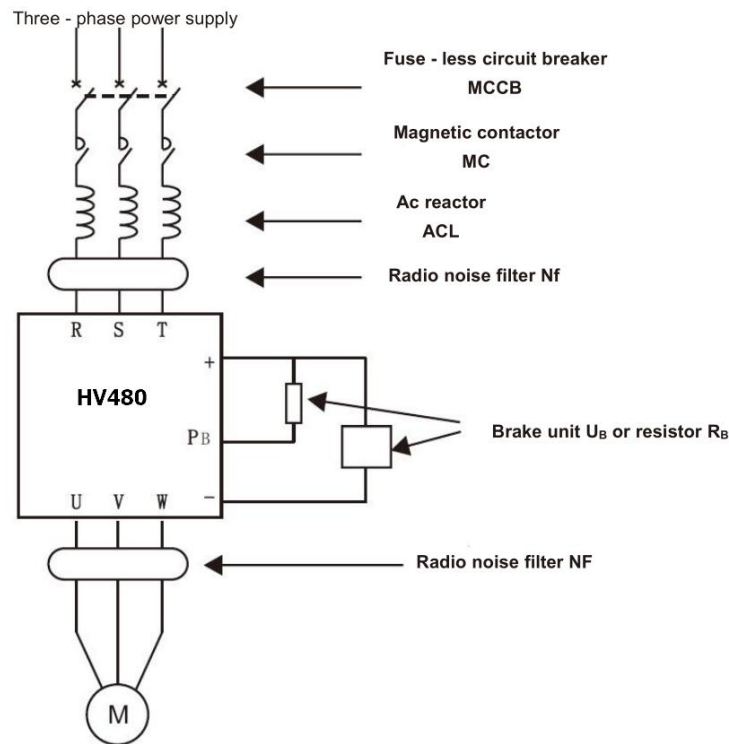 Three - phase power supply
Fuse - less circuit breaker
MCCB
Magnetic contactor
MC
Ac reactor
ACL
Radio noise filter Nf
R S T
+
HV480
PB
Brake unit UB or resistor RB
−
U V W
Radio noise filter NF
M